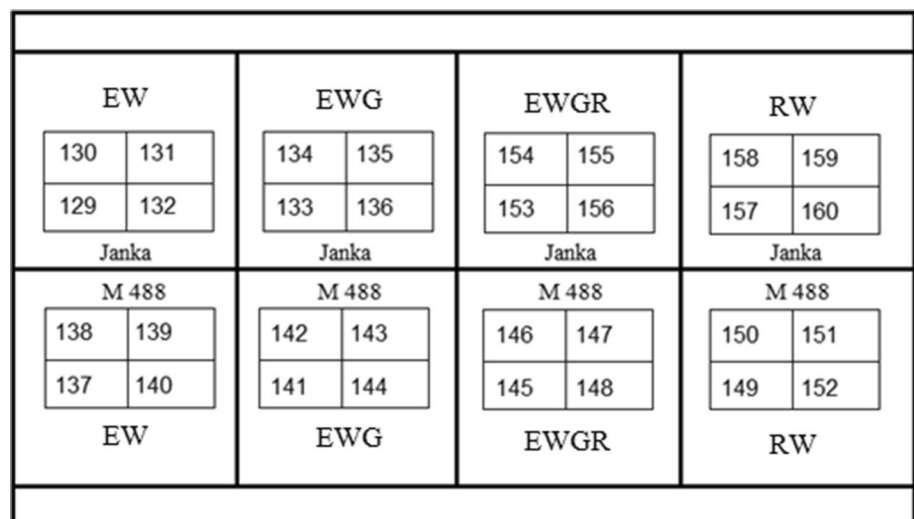 EW EWG EWGR RW
130 131 134 135 154 155 158 159
129 132 133 136 153 156 157 160
Janka Janka Janka Janka
M 488 M 488 M 488 M 488
138 139 142 143 146 147 150 151
137 140 141 144 145 148 149 152
EW EWG EWGR RW